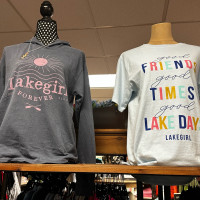 lakegirl
FOREVER
good
FRIENDS
good
TIMES
good
LAKE DAYS
LAKEGIRL